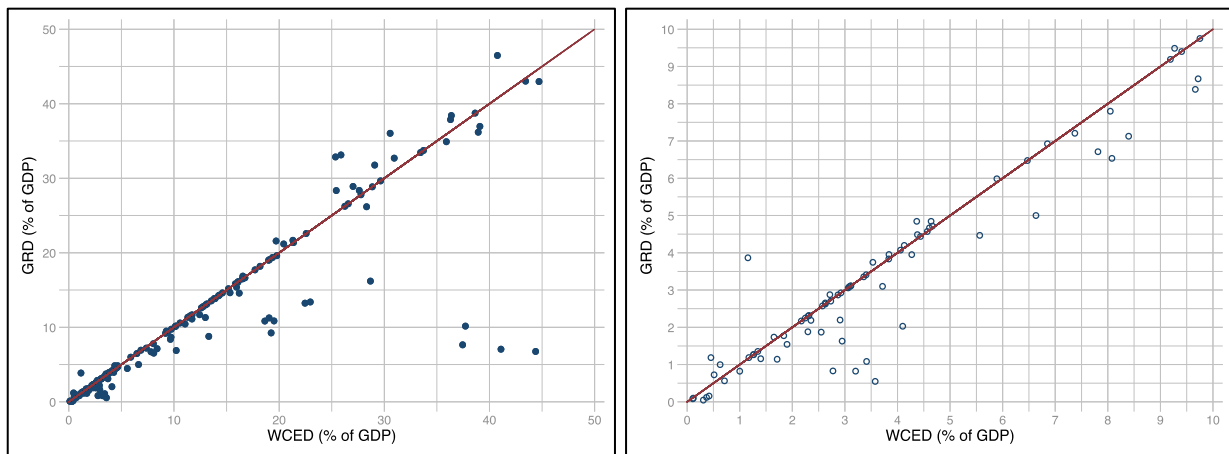 50
40
30
20
10
0
GRD (% of GDP)
0 10 20 30 40 50
WCED (% of GDP)
10
9
8
7
6
5
4
3
2
1
0
GRD (% of GDP)
0 1 2 3 4 5 6 7 8 9 10
WCED (% of GDP)